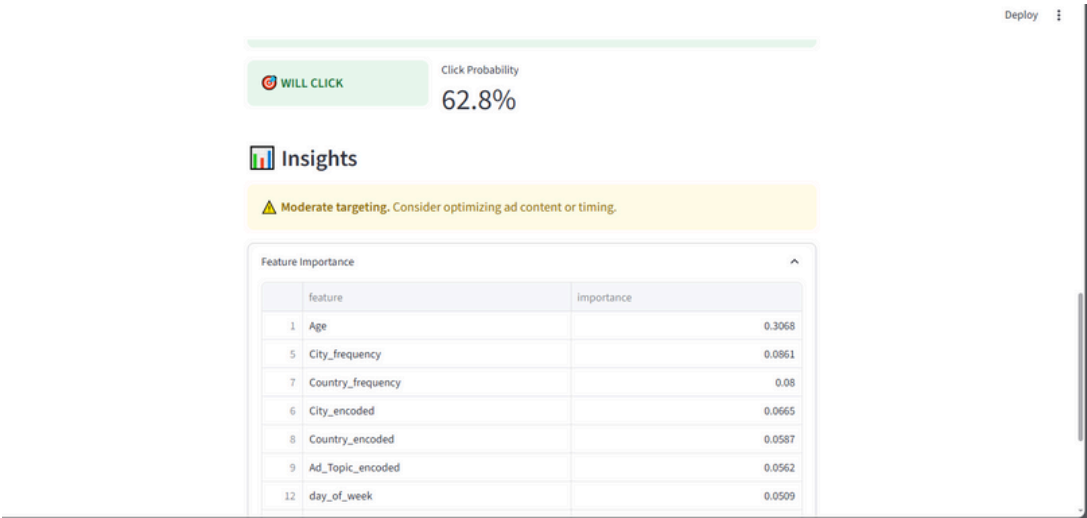 Deploy
WILL CLICK
Click Probability
62.8%
Insights
Moderate targeting. Consider optimizing ad content or timing.
Feature Importance
feature importance
1 Age 0.3068
5 City_frequency 0.0861
7 Country_frequency 0.08
6 City_encoded 0.0665
8 Country_encoded 0.0587
9 Ad_Topic_encoded 0.0562
12 day_of_week 0.0509